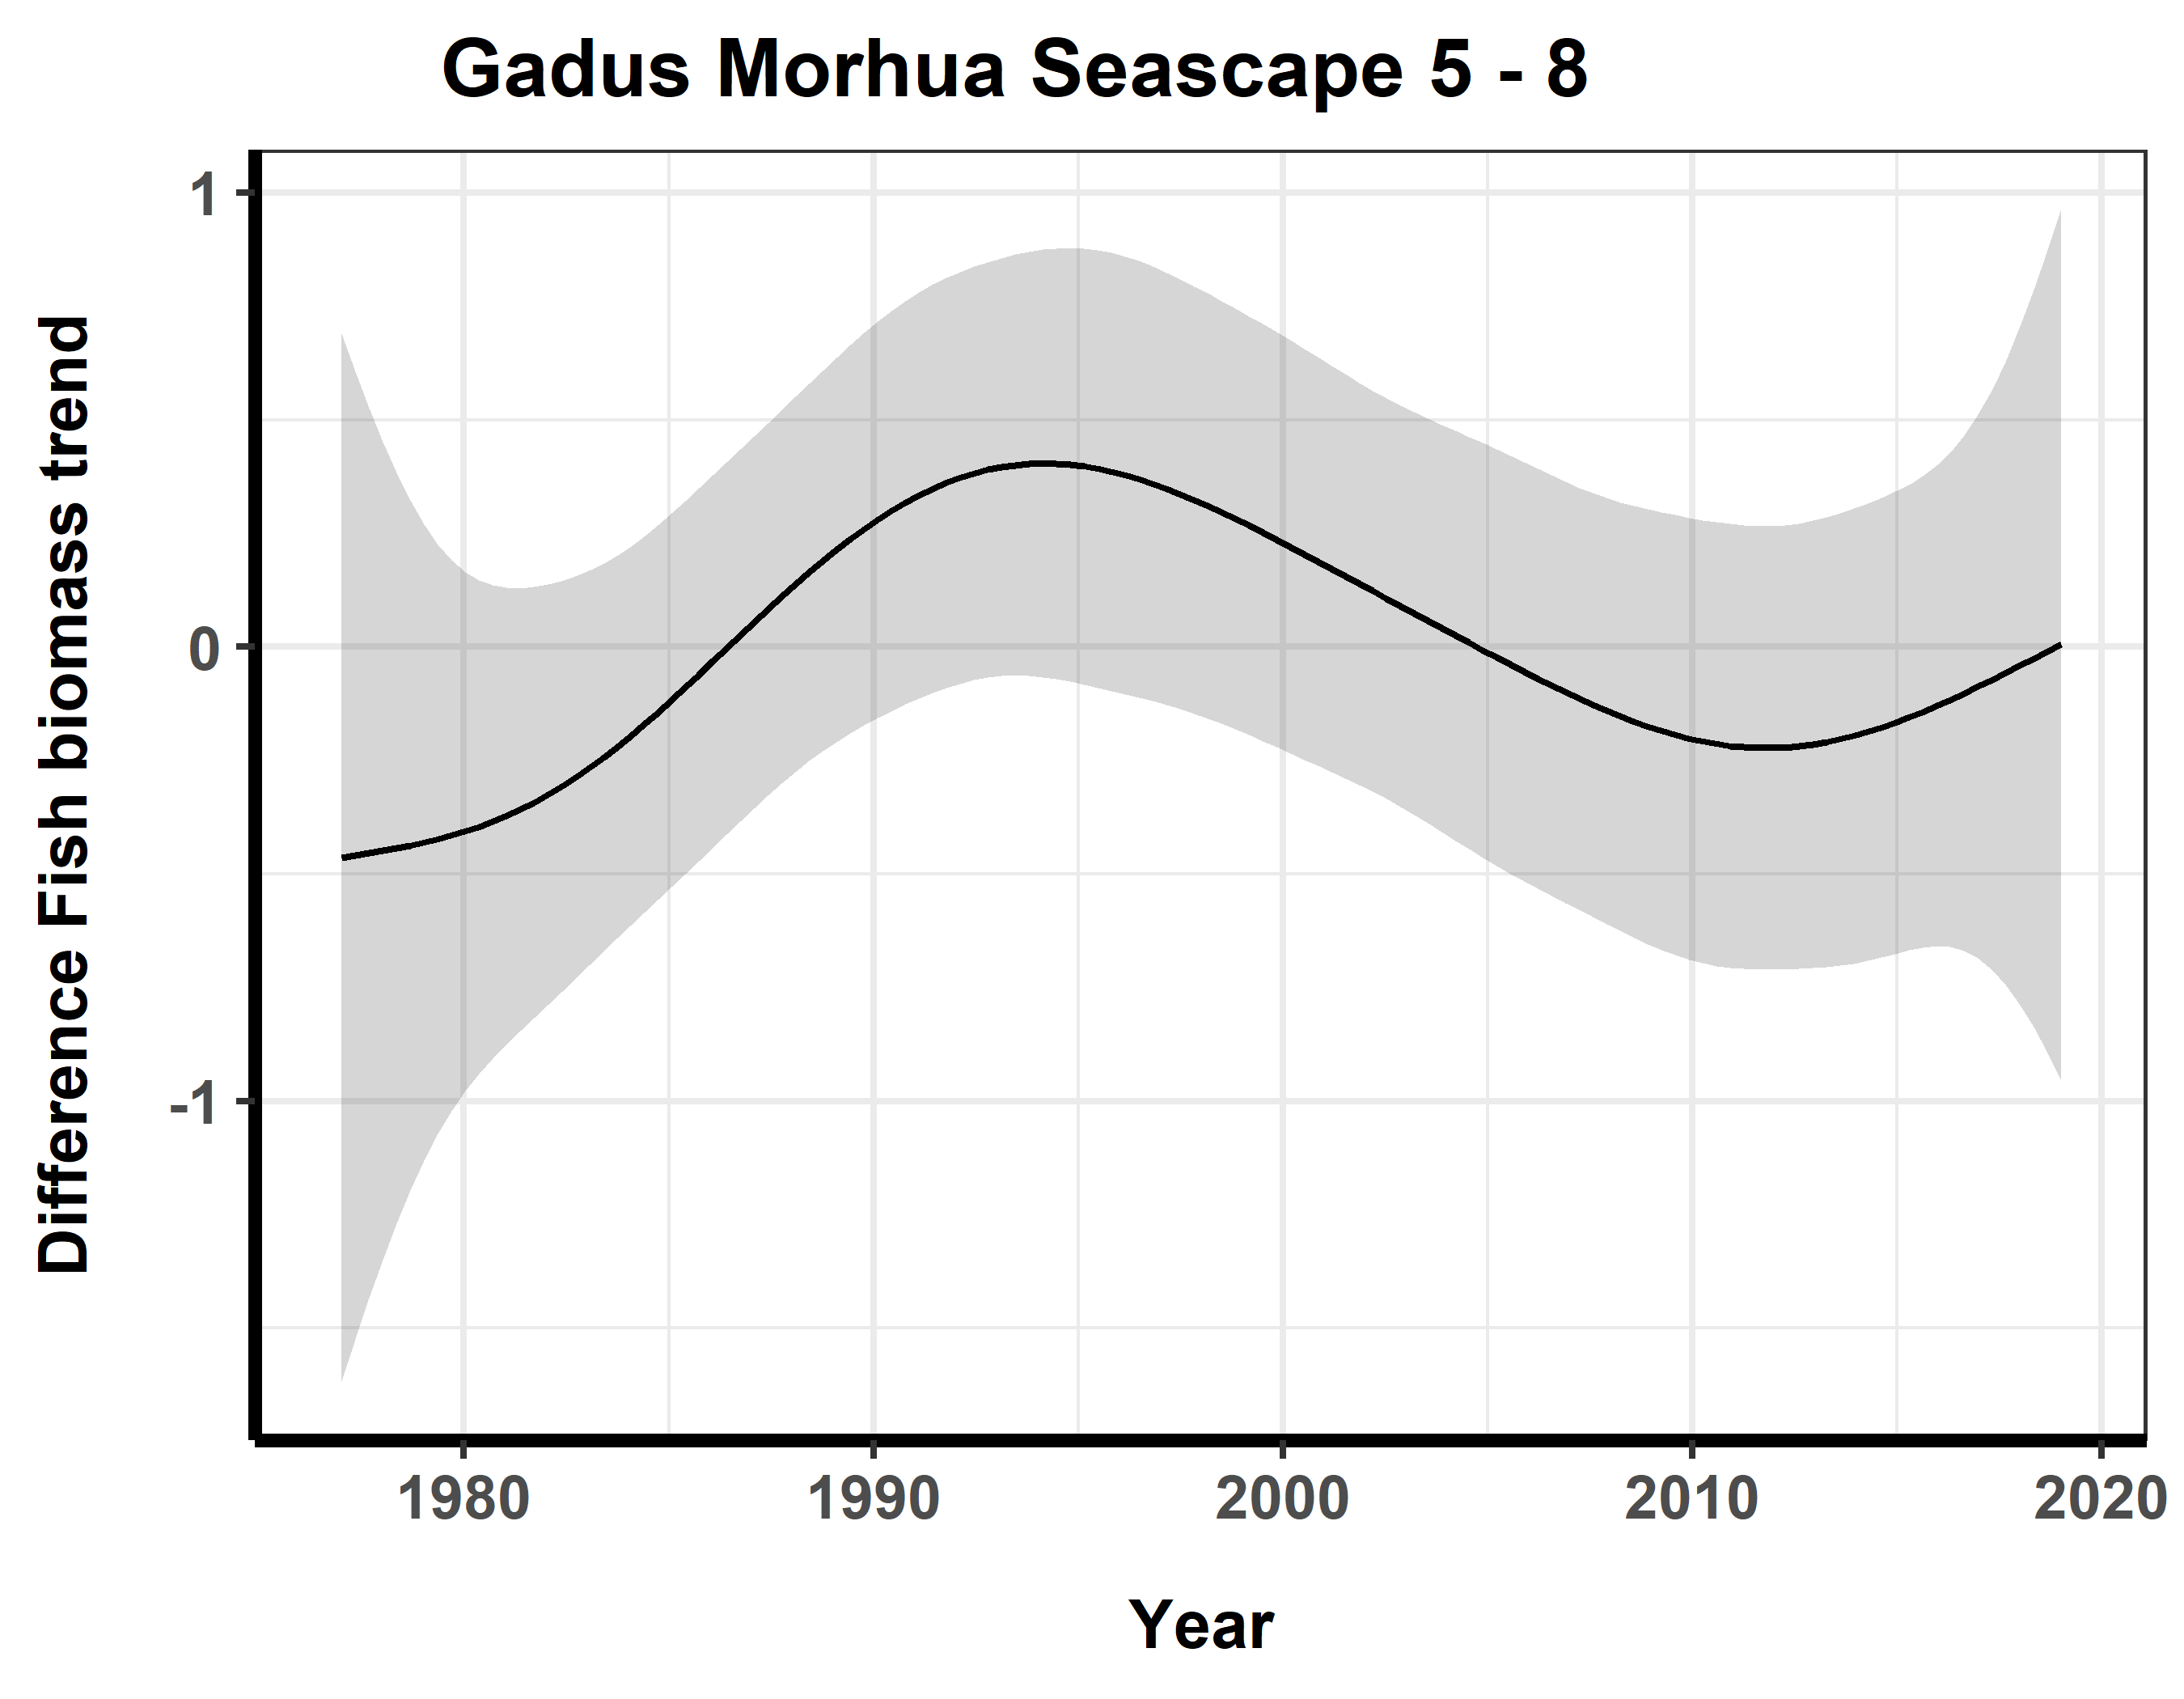 Gadus Morhua Seascape 5 - 8
Difference Fish biomass trend
1
0
-1
1980 1990 2000 2010 2020
Year